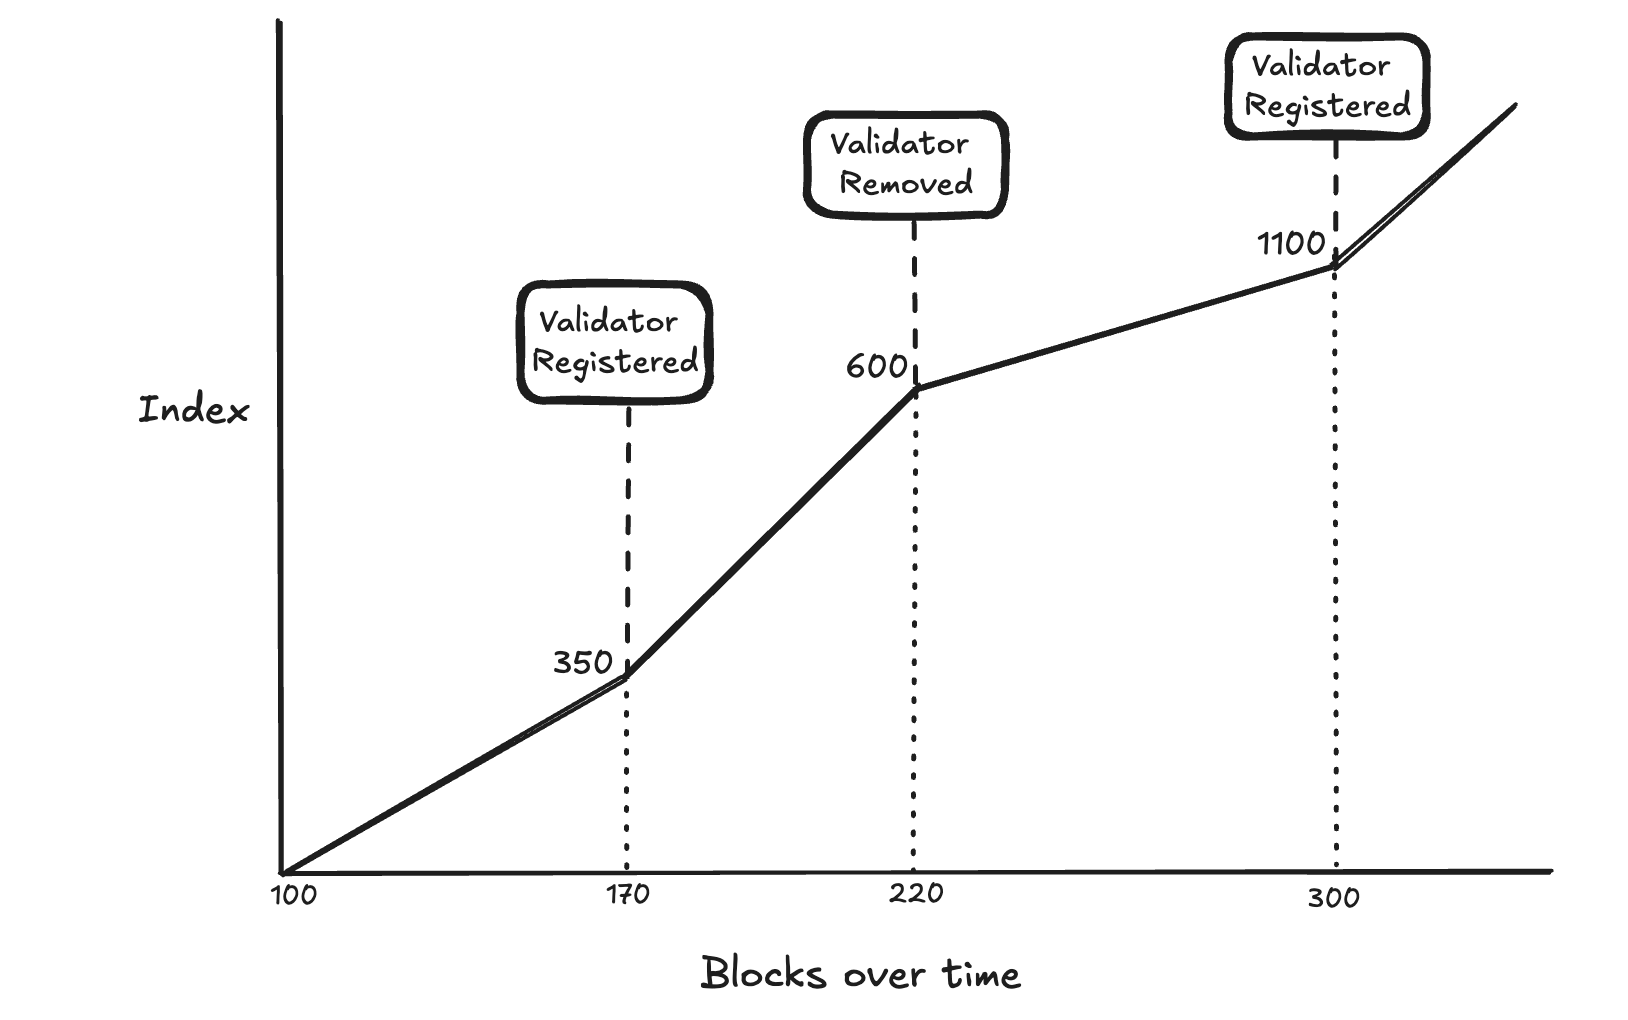 Validator
Registered
Validator
Removed
Validator
Registered
1100
600
350
Index
100
170
220
300
Blocks over time